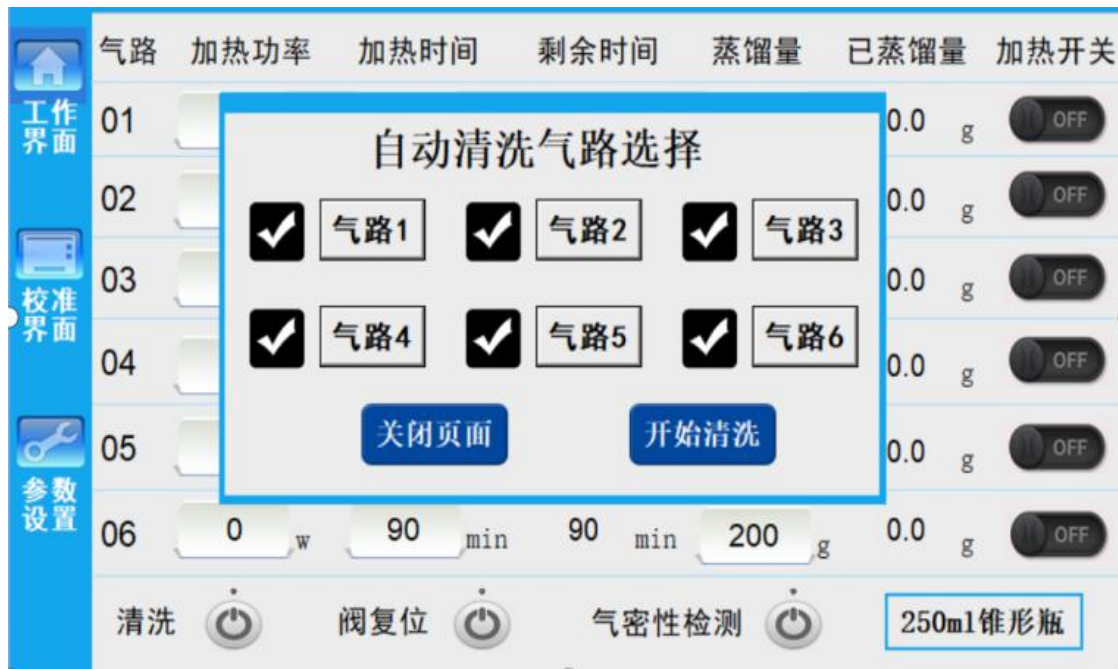 气路 加热功率 加热时间 剩余时间 蒸馏量 已蒸馏量 加热开关
工作
界面
校准
界面
参数
设置
01 0.0 g OFF
自动清洗气路选择
02 0.0 g OFF
气路1 气路2 气路3
03 0.0 g OFF
气路4 气路5 气路6
04 0.0 g OFF
关闭页面 开始清洗
05 0.0 g OFF
06 0 w 90 min 90 min 200 g 0.0 g OFF
清洗 阀复位 气密性检测 250ml锥形瓶